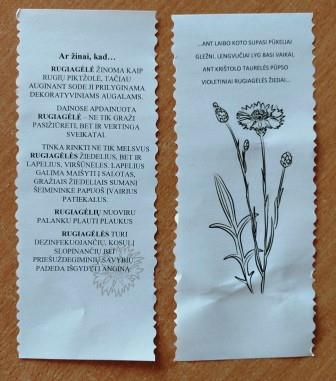 Ar žinai, kad…
RUGIAGĖLĖ ŽINOMA KAIP
RUGIŲ PIKTŽOLĖ, TAČIAU
AUGINANT SODE JI PRILYGINAMA
DEKORATYVINIAMS AUGALAMS.
DAINOSE APDAINUOTA
RUGIAGĖLĖ – NE TIK GRAŽI
PASIŽIŪRĖTI, BET IR VERTINGA
SVEIKATAI.
TINKA RINKTI NE TIK MELSVUS
RUGIAGĖLĖS ŽIEDELIUS, BET IR
LAPELIUS, VIRŠŪNĖLES. LAPELIUS
GALIMA MAIŠYTI Į SALOTAS,
GRAŽIAIS ŽIEDELIAIS SUMANI
ŠEIMININKĖ PAPUOŠ ĮVAIRIUS
PATIEKALUS.
RUGIAGĖLIŲ NUOVIRU
PALANKU PLAUTI PLAUKUS
RUGIAGĖLĖS TURI
DEZINFEKUOJANČIŲ, KOSULĮ
SLOPINANČIŲ BEI
PRIEŠUŽDEGIMINIŲ SAVYBIŲ
PADEDA IŠGYDYTI ANGINĄ
...ANT LAIBO KOTO SUPASI PŪKELIAI
GLEŽNI, LENGVUČIAI LYG BASI VAIKAI,
ANT KRIŠTOLO TAURELĖS PŪPSO
VIOLETINIAI RUGIAGĖLĖS ŽIEDAI...